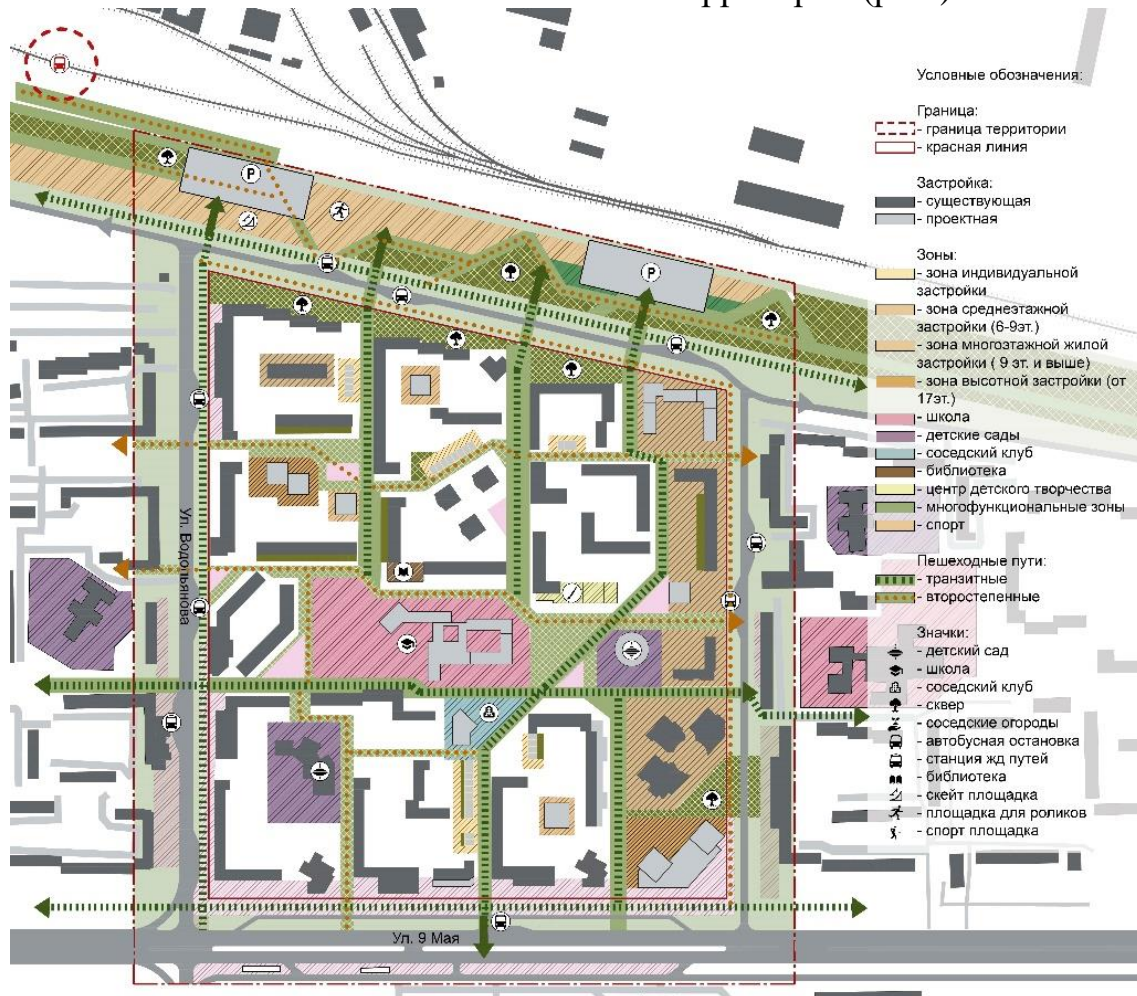 Условные обозначения:
Граница:
- граница территории
- красная линия
Застройка:
- существующая
- проектная
Зоны:
- зона индивидуальной
застройки
- зона среднеэтажной
застройки (6-9эт.)
- зона многоэтажной жилой
застройки ( 9 эт. и выше)
- зона высотной застройки (от
17эт.)
- школа
- детские сады
- соседский клуб
- библиотека
- центр детского творчества
- многофункциональные зоны
- спорт
Пешеходные пути:
- транзитные
- второстепенные
Значки:
- детский сад
- школа
- соседский клуб
- сквер
- соседские огороды
- автобусная остановка
- станция жд путей
- библиотека
- скейт площадка
- площадка для роликов
- спорт площадка
P
P
Ул. Водопьянова
Ул. 9 Мая